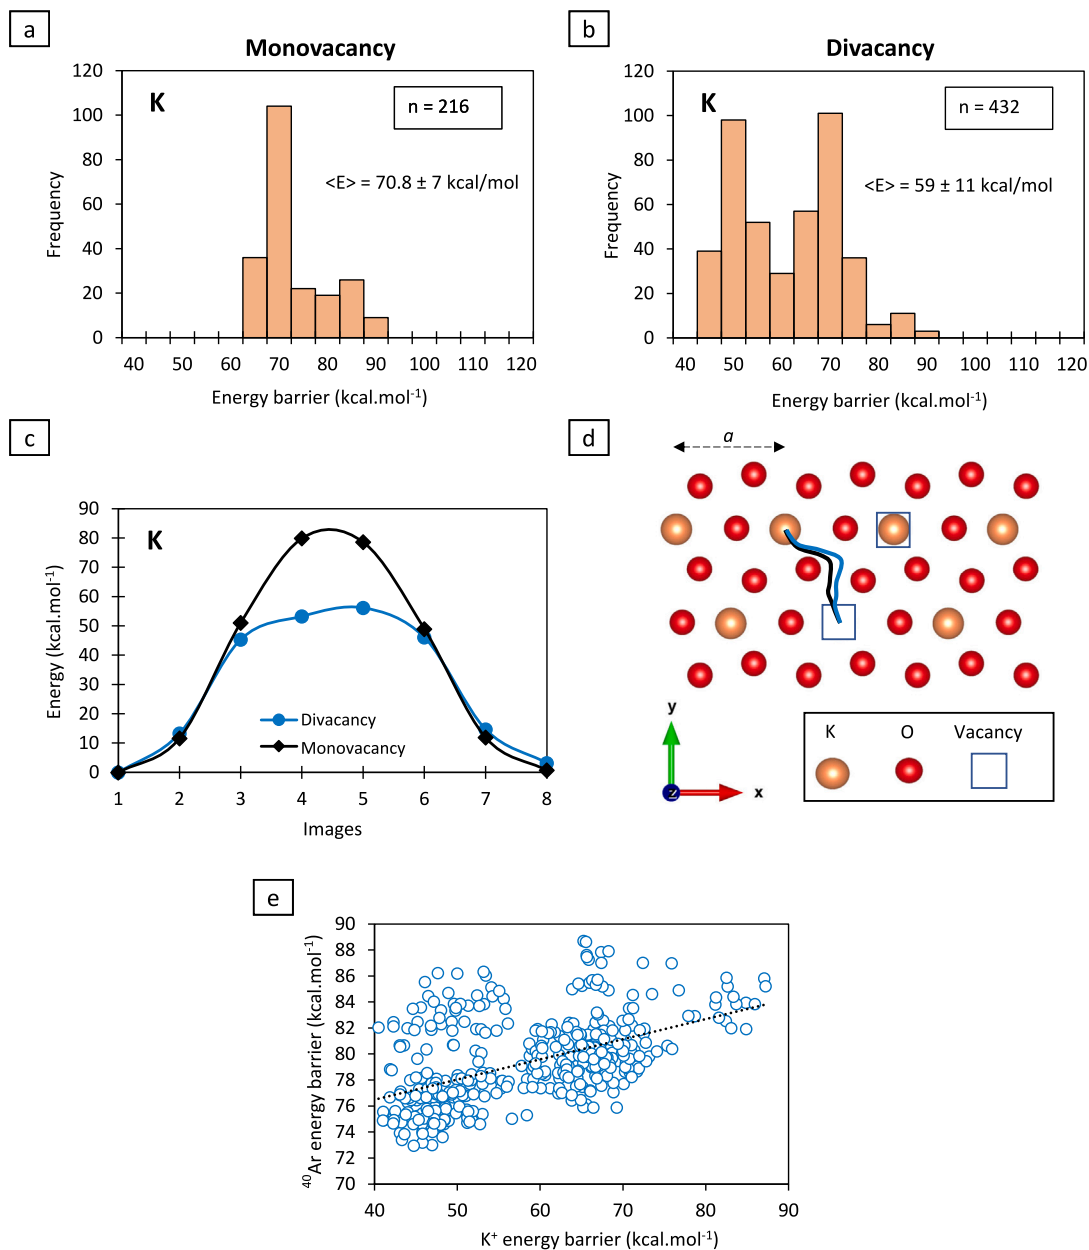 a
Monovacancy
K
n = 216
<E> = 70.8 ± 7 kcal/mol
Frequency
120
100
80
60
40
20
0
40 50 60 70 80 90 100 110 120
Energy barrier (kcal.mol-1)
b
Divacancy
K
n = 432
<E> = 59 ± 11 kcal/mol
Frequency
120
100
80
60
40
20
0
40 50 60 70 80 90 100 110 120
Energy barrier (kcal.mol-1)
c
K
Energy (kcal.mol-1)
90
80
70
60
50
40
30
20
10
0
Divacancy
Monovacancy
1 2 3 4 5 6 7 8
Images
d
a
y
z
x
K O Vacancy
e
40Ar energy barrier (kcal.mol-1)
90
88
86
84
82
80
78
76
74
72
70
40 50 60 70 80 90
K+ energy barrier (kcal.mol-1)